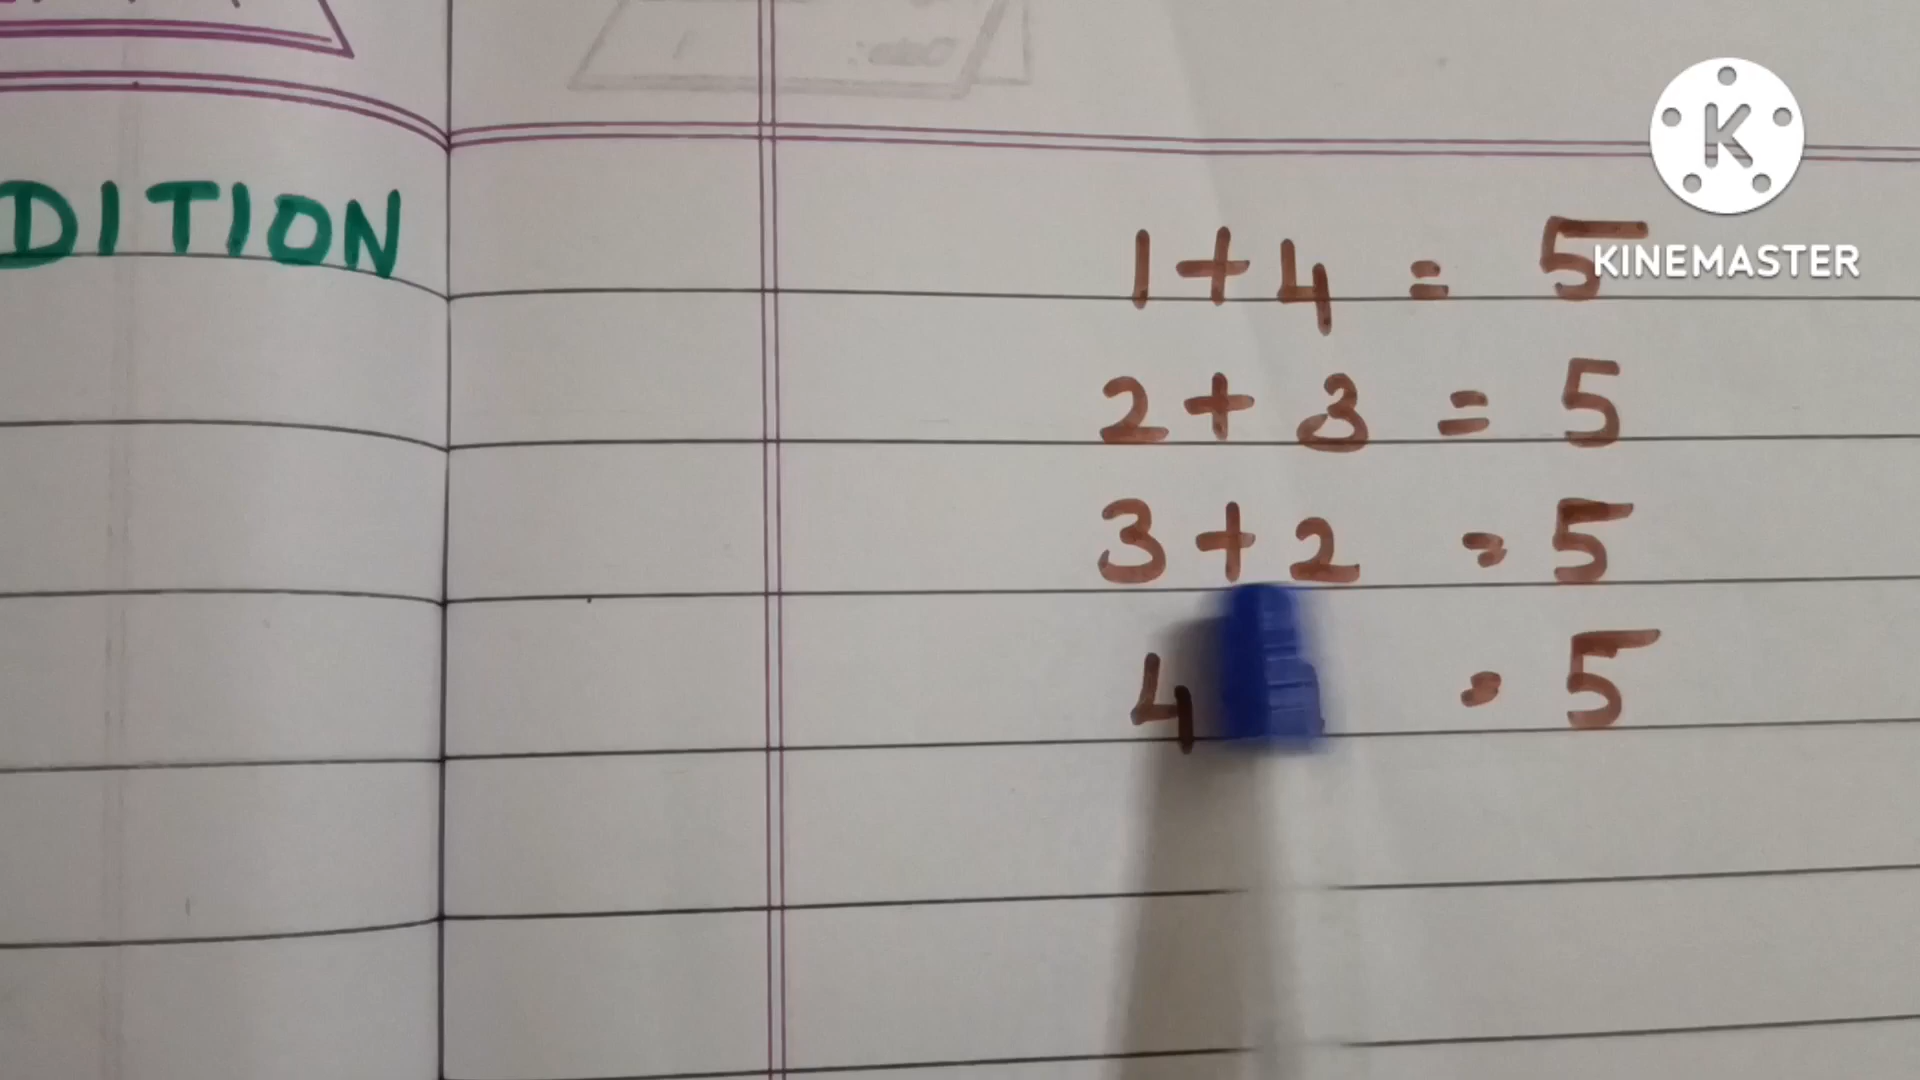 DITION
KINEMASTER
1+4 = 5
2+3 = 5
3+2 = 5
4 = 5